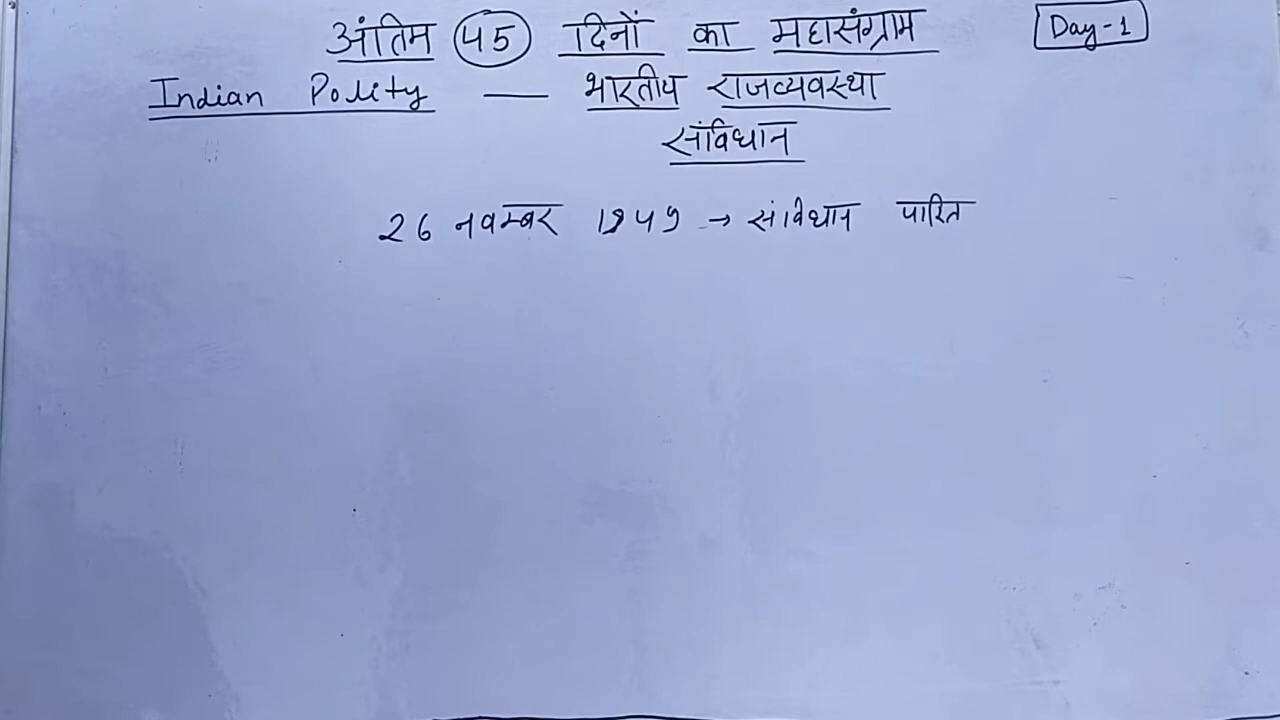 अंतिम 45 दिनों का महासंग्राम Day-1
Indian Polity — भारतीय राजव्यवस्था
संविधान
26 नवम्बर 1949 → संविधान पारित